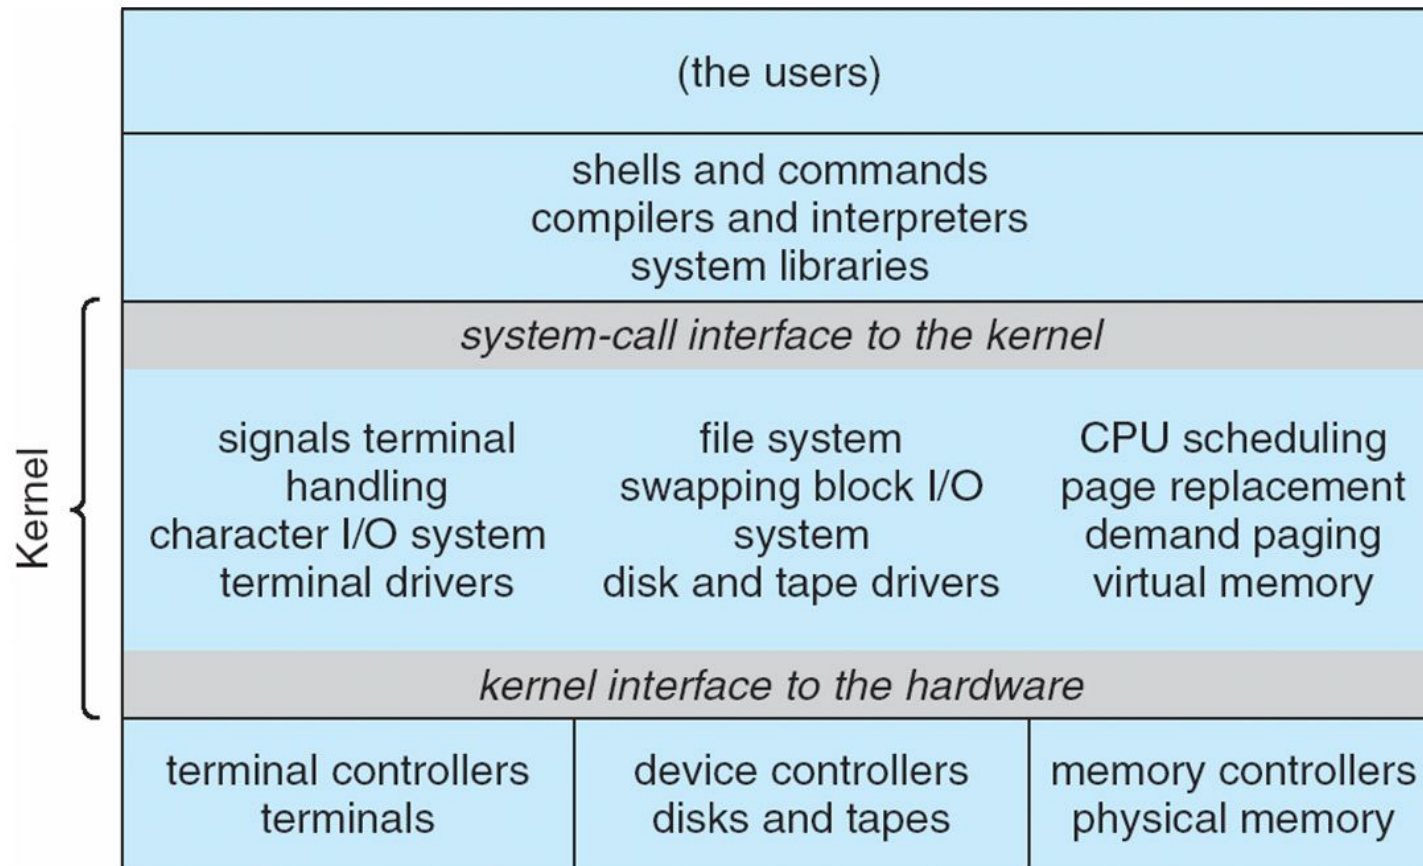 (the users)
shells and commands
compilers and interpreters
system libraries
system-call interface to the kernel
Kernel
signals terminal
handling
character I/O system
terminal drivers
file system
swapping block I/O
system
disk and tape drivers
CPU scheduling
page replacement
demand paging
virtual memory
kernel interface to the hardware
terminal controllers
terminals
device controllers
disks and tapes
memory controllers
physical memory